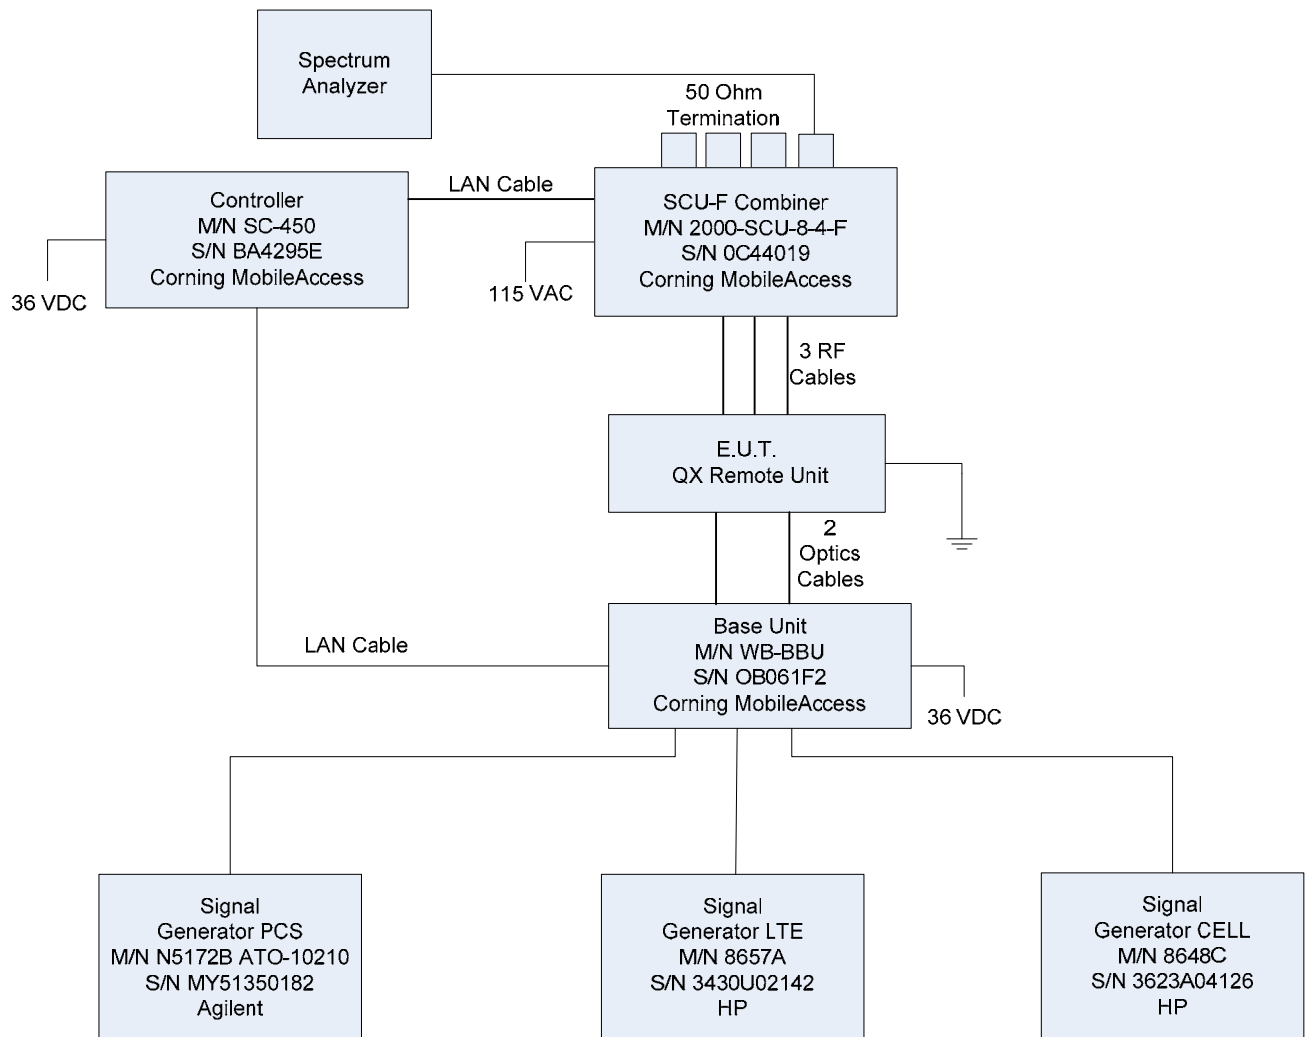 Spectrum
Analyzer
50 Ohm
Termination
LAN Cable
Controller
M/N SC-450
S/N BA4295E
Corning MobileAccess
SCU-F Combiner
M/N 2000-SCU-8-4-F
S/N 0C44019
Corning MobileAccess
36 VDC
115 VAC
3 RF
Cables
E.U.T.
QX Remote Unit
2
Optics
Cables
LAN Cable
Base Unit
M/N WB-BBU
S/N OB061F2
Corning MobileAccess
36 VDC
Signal
Generator PCS
M/N N5172B ATO-10210
S/N MY51350182
Agilent
Signal
Generator LTE
M/N 8657A
S/N 3430U02142
HP
Signal
Generator CELL
M/N 8648C
S/N 3623A04126
HP